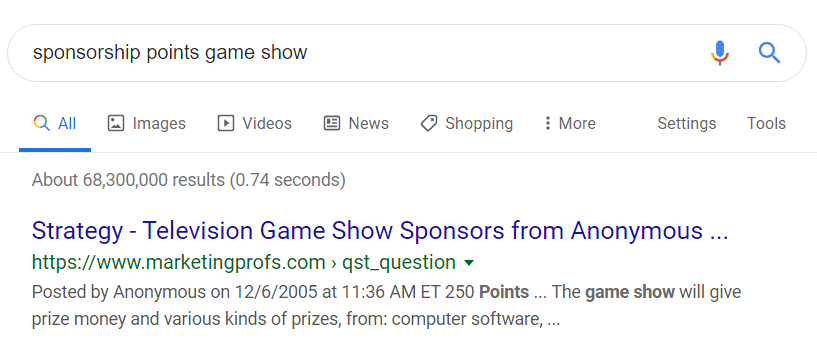 sponsorship points game show
All Images Videos News Shopping More Settings Tools
About 68,300,000 results (0.74 seconds)
Strategy - Television Game Show Sponsors from Anonymous ...
https://www.marketingprofs.com › qst_question
Posted by Anonymous on 12/6/2005 at 11:36 AM ET 250 Points ... The game show will give
prize money and various kinds of prizes, from: computer software, ...